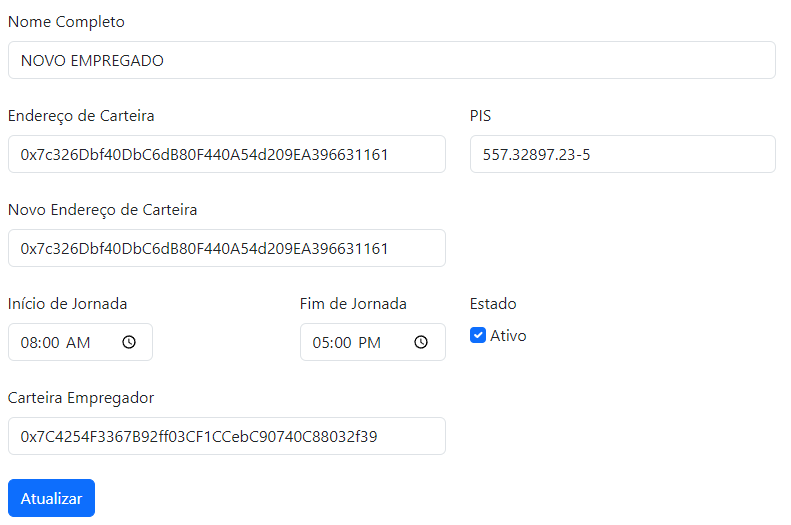 Nome Completo
NOVO EMPREGADO
Endereço de Carteira PIS
0x7c326Dbf40DbC6dB80F440A54d209EA396631161 557.32897.23-5
Novo Endereço de Carteira
0x7c326Dbf40DbC6dB80F440A54d209EA396631161
Início de Jornada Fim de Jornada Estado
08:00 AM 05:00 PM Ativo
Carteira Empregador
0x7C4254F3367B92ff03CF1CCebC90740C88032f39
Atualizar